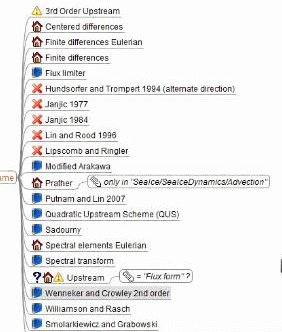 3rd Order Upstream
Centered differences
Finite differences Eulerian
Finite differences
Flux limiter
Hundsorfer and Trompert 1994 (alternate direction)
Janjic 1977
Janjic 1984
Lin and Rood 1996
Lipscomb and Ringler
Modified Arakawa
ame
Prather only in "SeaIce/SeaIceDynamics/Advection"
Putnam and Lin 2007
Quadratic Upstream Scheme (QUS)
Sadourny
Spectral elements Eulerian
Spectral transform
? Upstream = "Flux form" ?
Wenneker and Crowley 2nd order
Williamson and Rasch
Smolarkiewicz and Grabowski